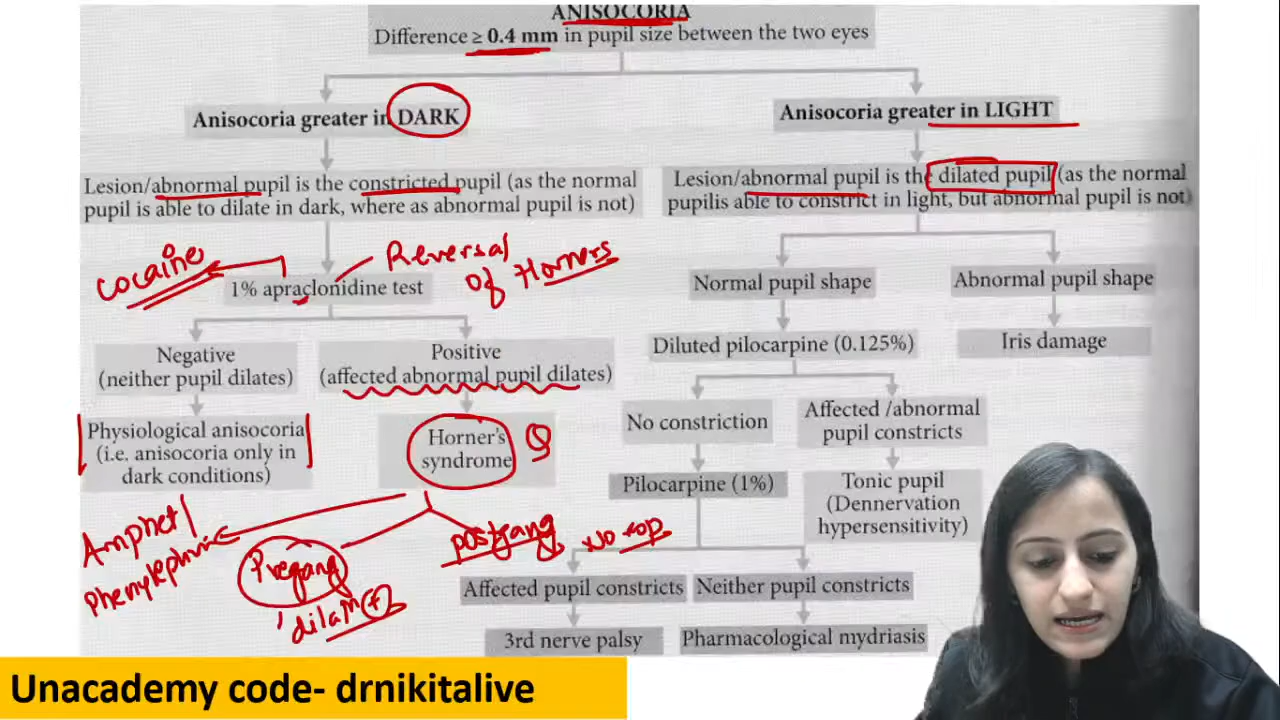 ANISOCORIA
Difference ≥ 0.4 mm in pupil size between the two eyes
Anisocoria greater in DARK
Lesion/abnormal pupil is the constricted pupil (as the normal
pupil is able to dilate in dark, where as abnormal pupil is not)
Cocaine
Reversal
of Horners
1% apraclonidine test
Negative
(neither pupil dilates)
Positive
(affected abnormal pupil dilates)
Physiological anisocoria
(i.e. anisocoria only in
dark conditions)
Horner's
syndrome
Amphet/
Phenylephrine
Pregang
dilatn (+)
postgang
No rop
Anisocoria greater in LIGHT
Lesion/abnormal pupil is the dilated pupil (as the normal
pupilis able to constrict in light, but abnormal pupil is not)
Normal pupil shape
Abnormal pupil shape
Diluted pilocarpine (0.125%)
Iris damage
No constriction
Affected /abnormal
pupil constricts
Pilocarpine (1%)
Tonic pupil
(Dennervation
hypersensitivity)
Affected pupil constricts
Neither pupil constricts
3rd nerve palsy
Pharmacological mydriasis
Unacademy code- drnikitalive